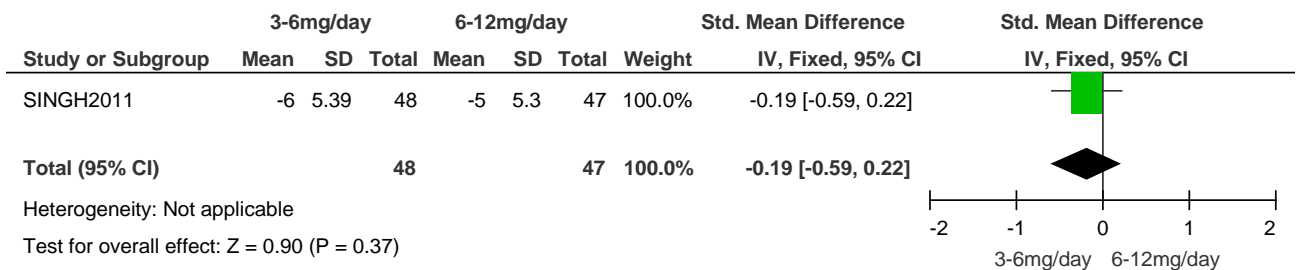 3-6mg/day 6-12mg/day Std. Mean Difference Std. Mean Difference
Study or Subgroup Mean SD Total Mean SD Total Weight IV, Fixed, 95% CI IV, Fixed, 95% CI
SINGH2011 -6 5.39 48 -5 5.3 47 100.0% -0.19 [-0.59, 0.22]
Total (95% CI) 48 47 100.0% -0.19 [-0.59, 0.22]
Heterogeneity: Not applicable
Test for overall effect: Z = 0.90 (P = 0.37)
-2 -1 0 1 2
3-6mg/day 6-12mg/day